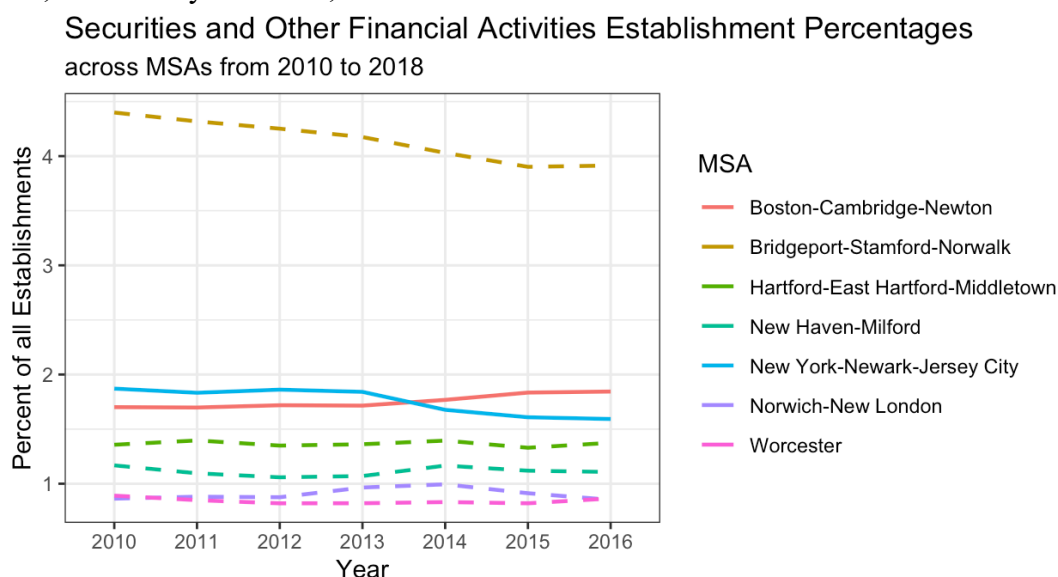 Securities and Other Financial Activities Establishment Percentages
across MSAs from 2010 to 2018
Percent of all Establishments
4
3
2
1
2010 2011 2012 2013 2014 2015 2016
Year
MSA
Boston-Cambridge-Newton
Bridgeport-Stamford-Norwalk
Hartford-East Hartford-Middletown
New Haven-Milford
New York-Newark-Jersey City
Norwich-New London
Worcester